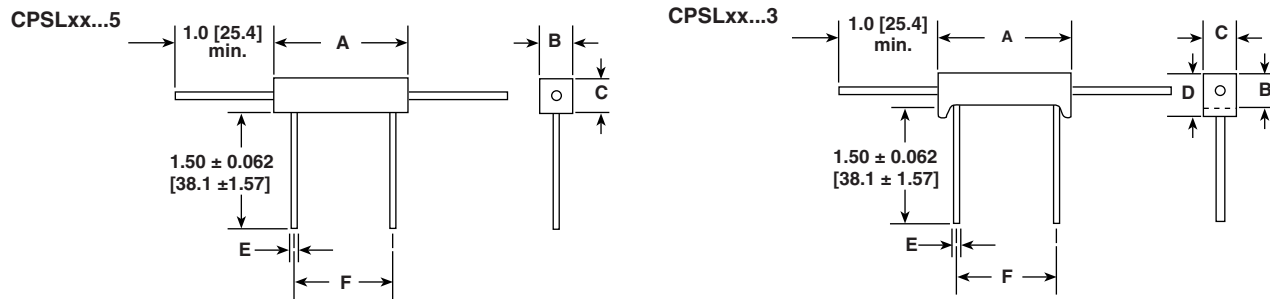 CPSLxx...5
1.0 [25.4]
min.
A
B
C
1.50 ± 0.062
[38.1 ±1.57]
E
F
CPSLxx...3
1.0 [25.4]
min.
A
C
D
B
1.50 ± 0.062
[38.1 ± 1.57]
E
F